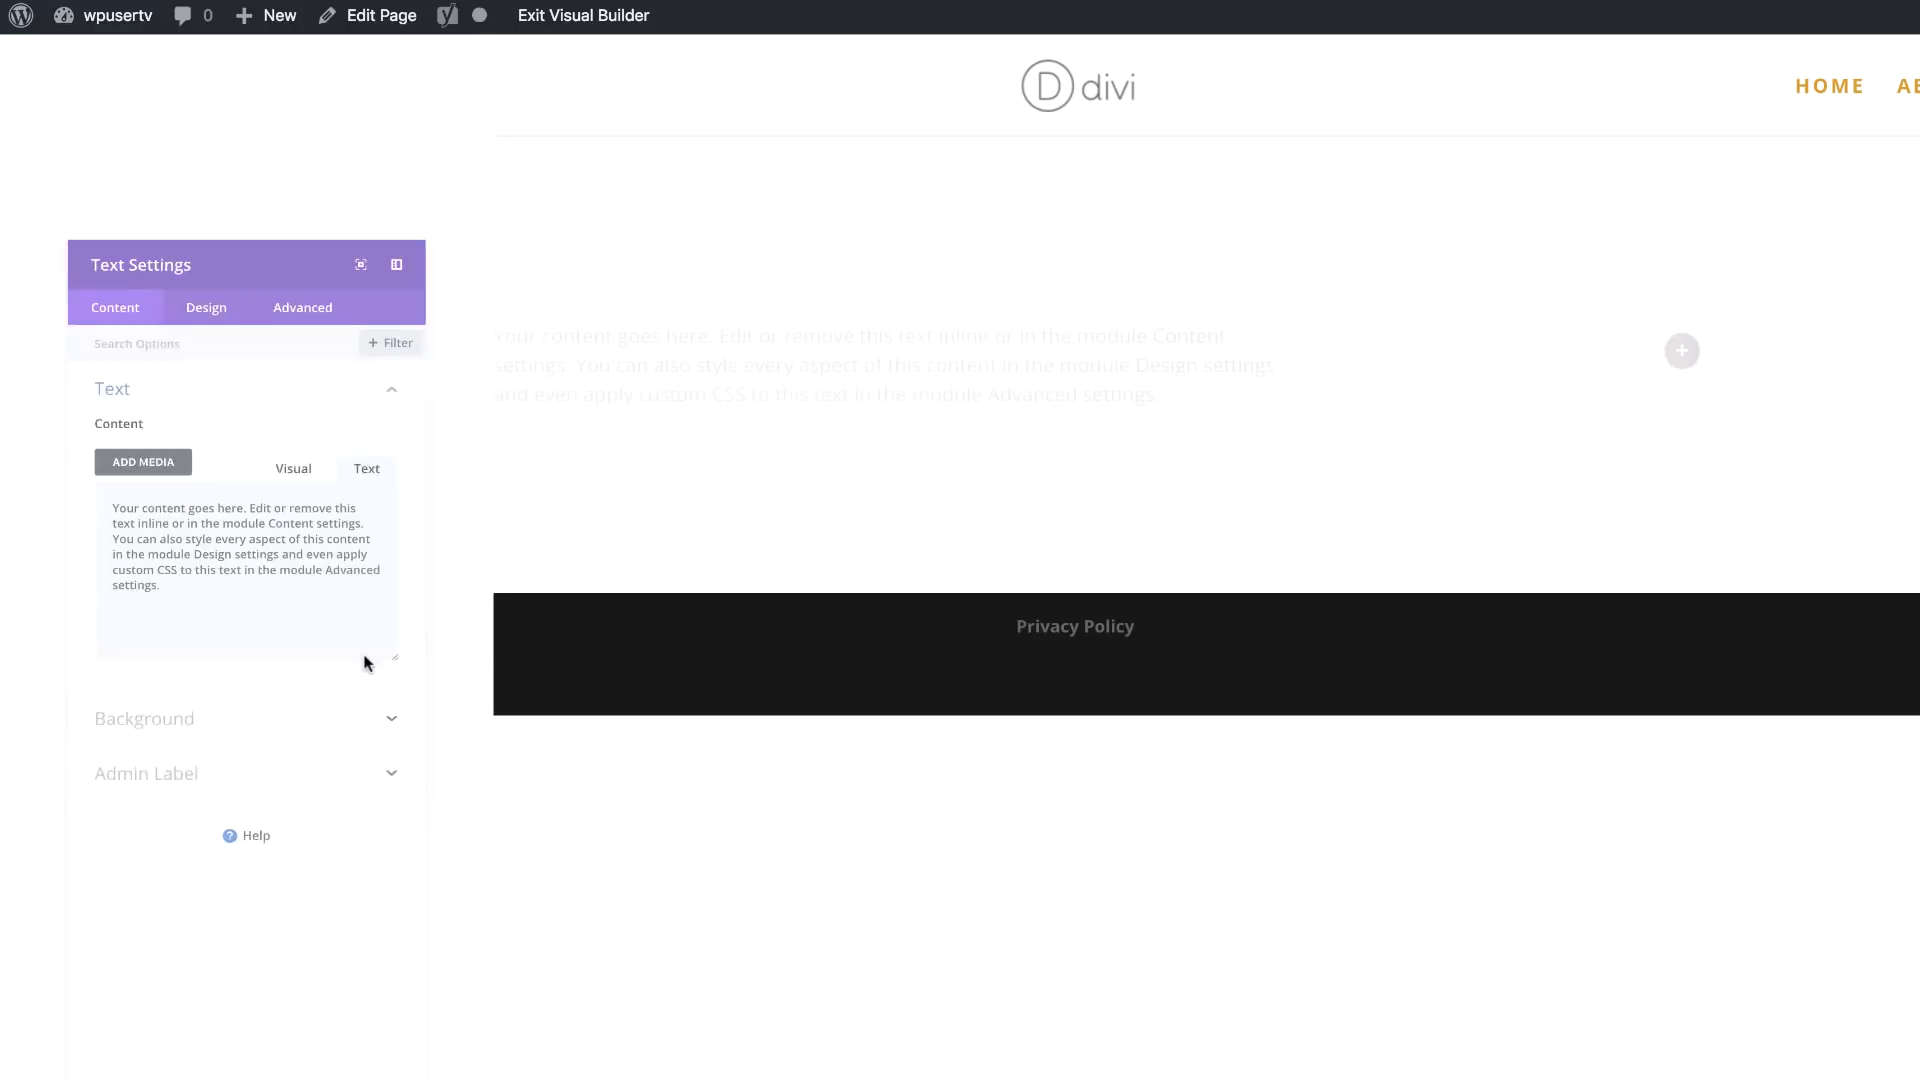 wpusertv 0 New Edit Page Exit Visual Builder
D divi
HOME
Text Settings
Content Design Advanced
Search Options + Filter
Your content goes here. Edit or remove this text inline or in the module Content
settings. You can also style every aspect of this content in the module Design settings
and even apply custom CSS to this text in the module Advanced settings.
Text
Content
ADD MEDIA
Visual Text
Your content goes here. Edit or remove this
text inline or in the module Content settings.
You can also style every aspect of this content
in the module Design settings and even apply
custom CSS to this text in the module Advanced
settings.
Privacy Policy
Background
Admin Label
? Help